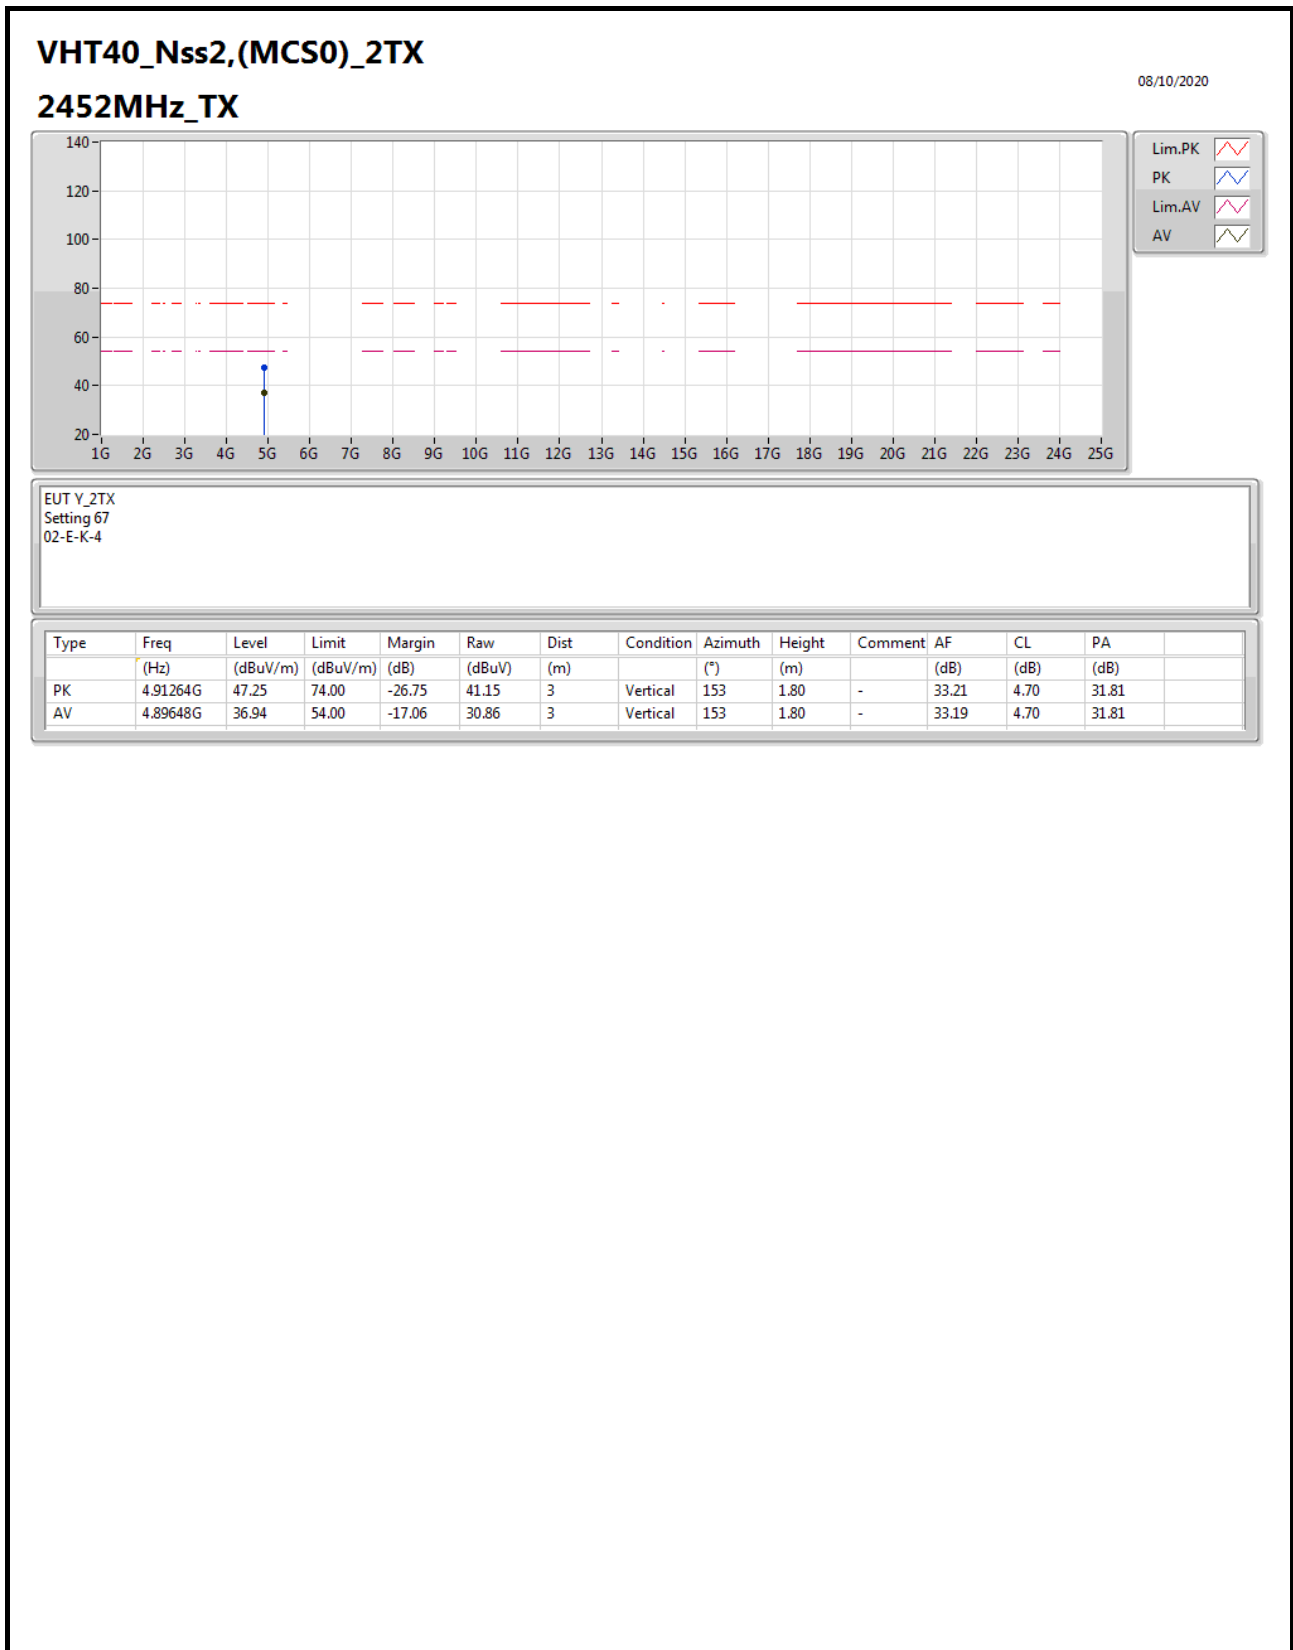 VHT40_Nss2,(MCS0)_2TX
08/10/2020
2452MHz_TX
140
120
100
80
60
40
20
1G 2G 3G 4G 5G 6G 7G 8G 9G 10G 11G 12G 13G 14G 15G 16G 17G 18G 19G 20G 21G 22G 23G 24G 25G
Lim.PK
PK
Lim.AV
AV
EUT Y_2TX
Setting 67
02-E-K-4
Type Freq Level Limit Margin Raw Dist Condition Azimuth Height Comment AF CL PA
(Hz) (dBuV/m) (dBuV/m) (dB) (dBuV) (m) (°) (m) (dB) (dB) (dB)
PK 4.91264G 47.25 74.00 -26.75 41.15 3 Vertical 153 1.80 - 33.21 4.70 31.81
AV 4.89648G 36.94 54.00 -17.06 30.86 3 Vertical 153 1.80 - 33.19 4.70 31.81